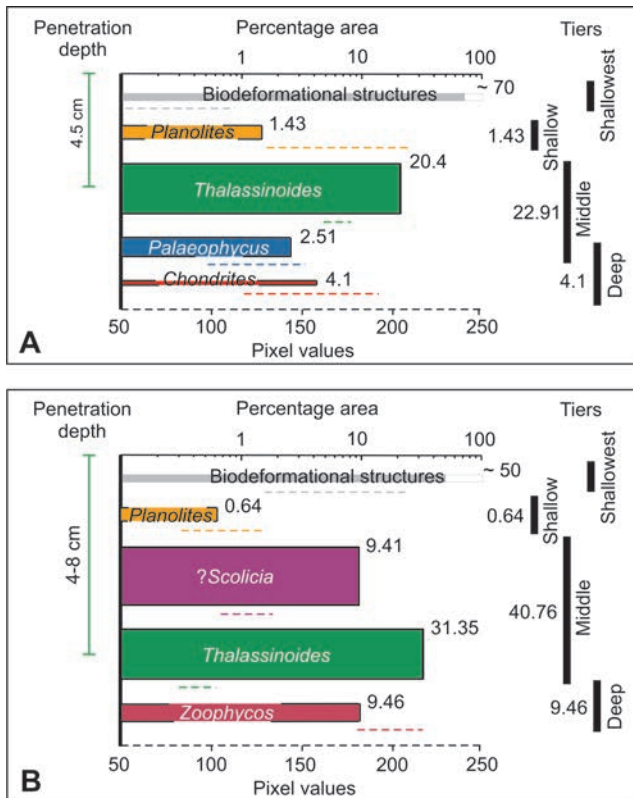 Penetration depth
Percentage area
Tiers
1 10 100
4.5 cm
Biodeformational structures ~ 70
Shallowest
Planolites 1.43
1.43 Shallow
Thalassinoides 20.4
22.91 Middle
Palaeophycus 2.51
Chondrites 4.1
4.1 Deep
50 100 150 200 250
Pixel values
A
Penetration depth
Percentage area
Tiers
1 10 100
4-8 cm
Biodeformational structures ~ 50
Shallowest
Planolites 0.64
0.64 Shallow
?Scolicia 9.41
40.76 Middle
Thalassinoides 31.35
Zoophycos 9.46
9.46 Deep
50 100 150 200 250
Pixel values
B